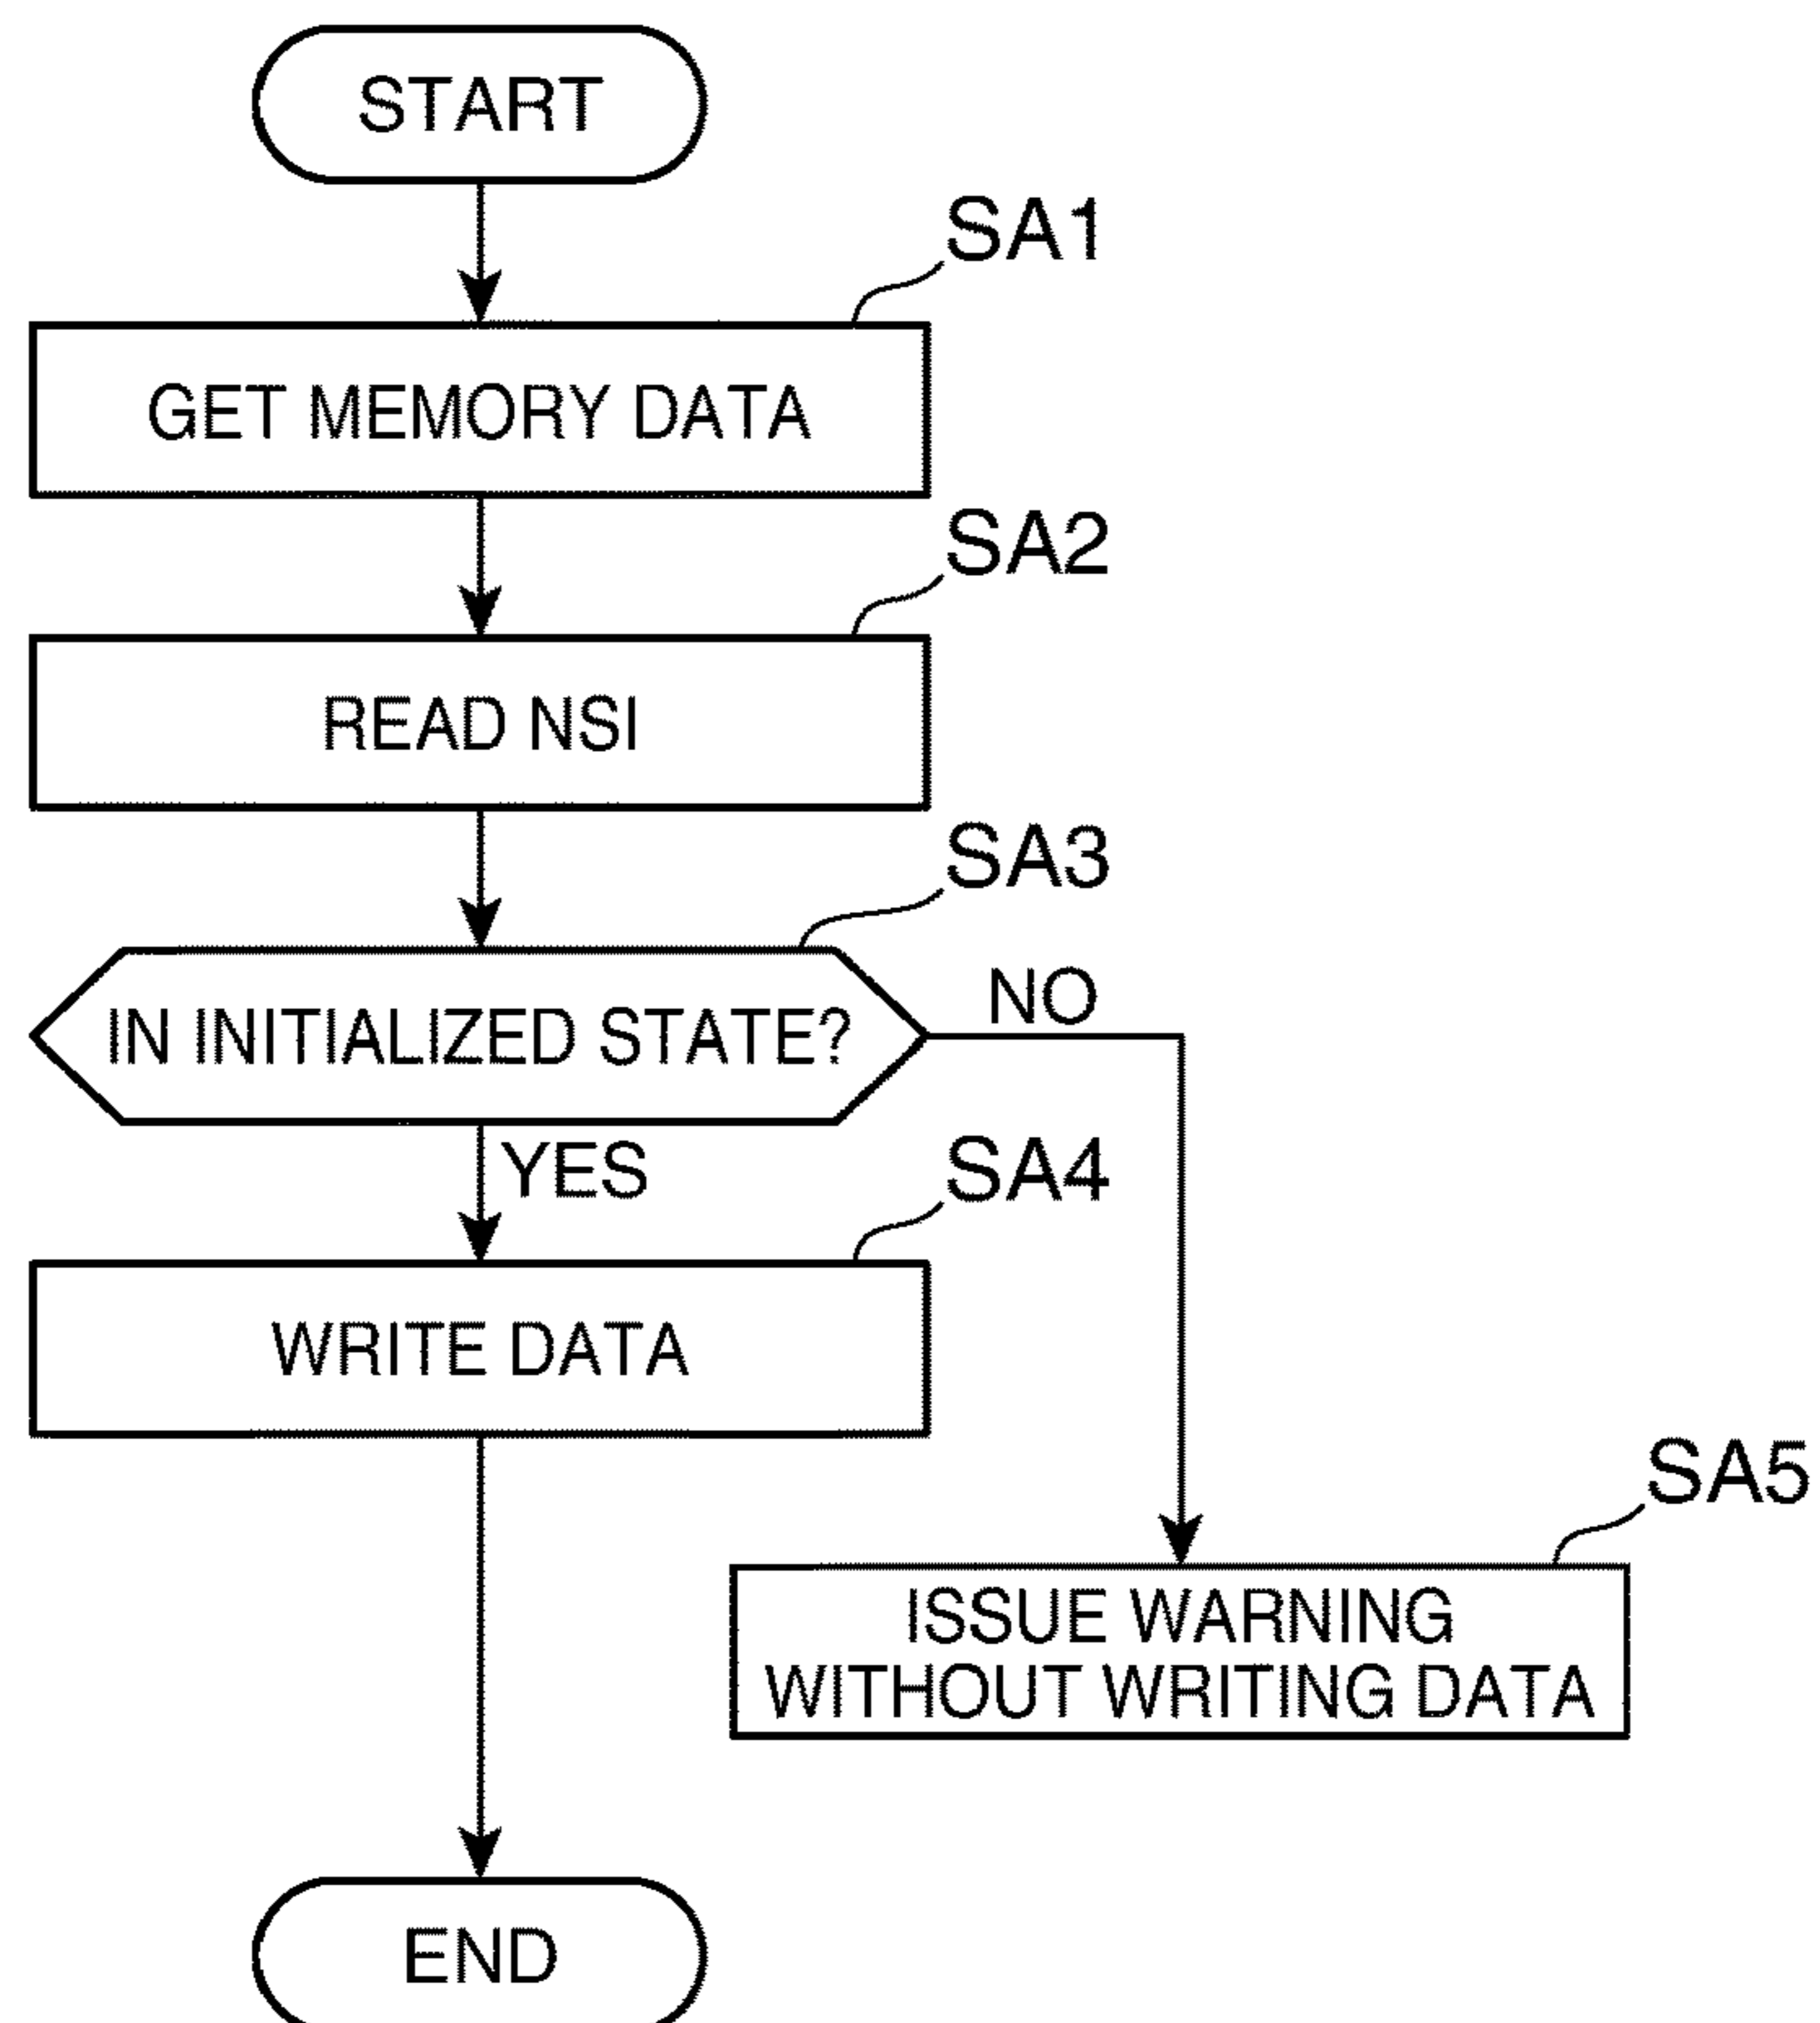 START
SA1
GET MEMORY DATA
SA2
READ NSI
SA3
IN INITIALIZED STATE?
NO
YES
SA4
WRITE DATA
SA5
ISSUE WARNING
WITHOUT WRITING DATA
END